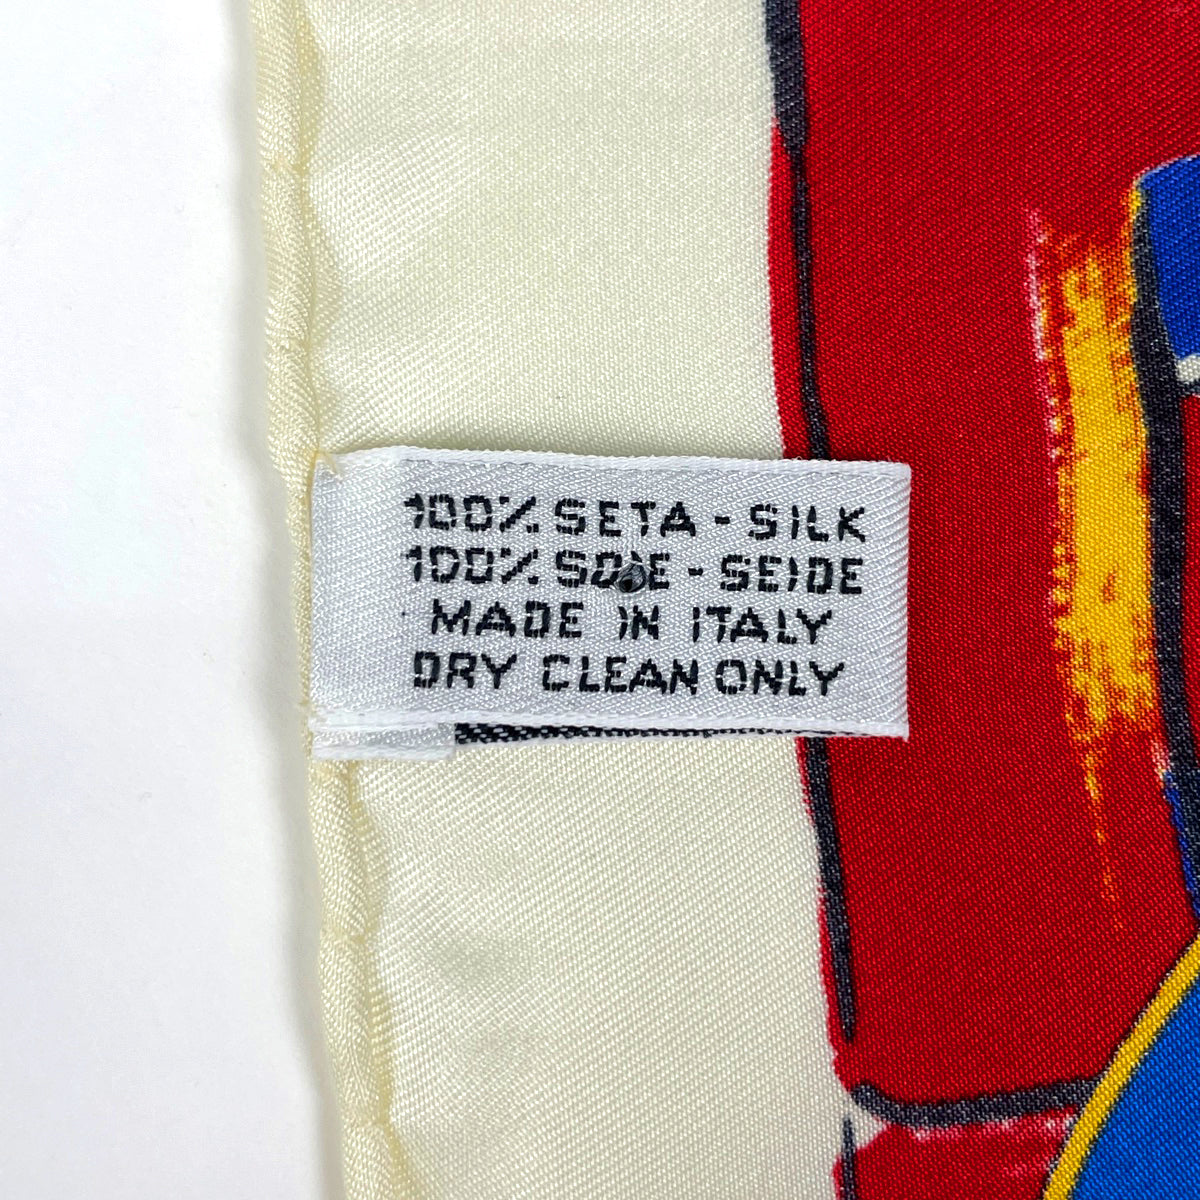 100% SETA - SILK
100% SOIE - SEIDE
MADE IN ITALY
DRY CLEAN ONLY